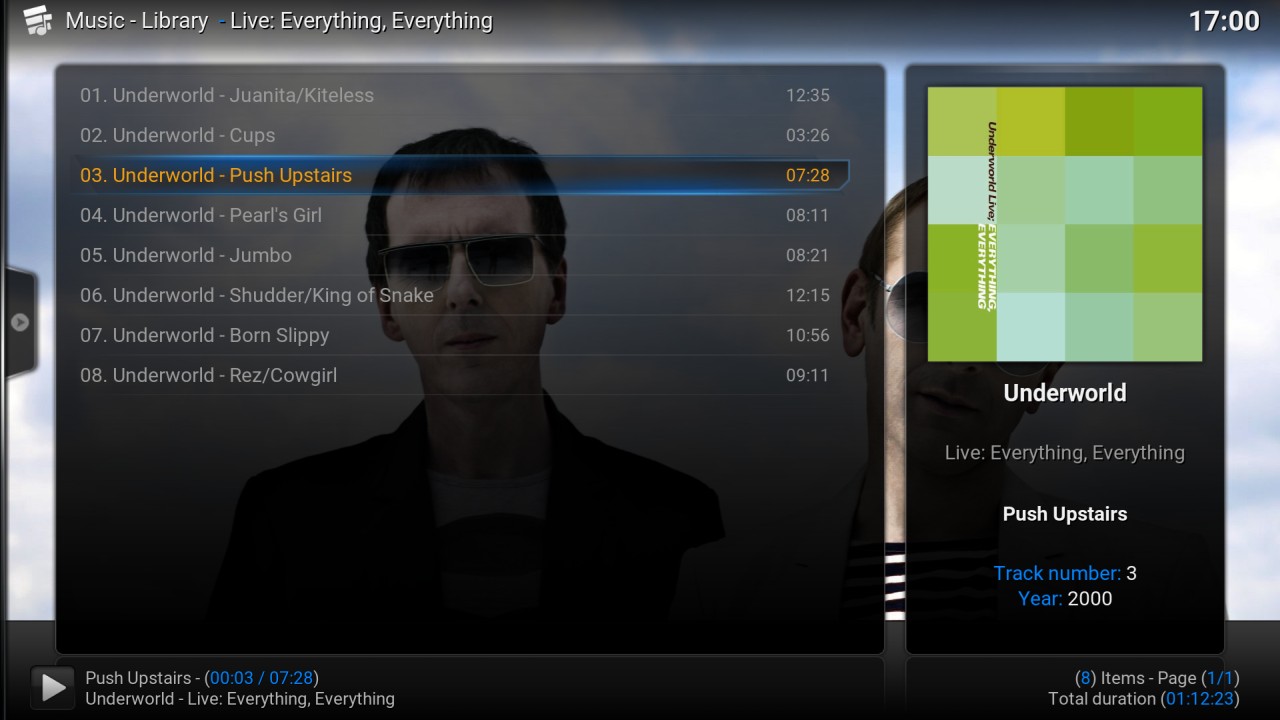 Music - Library - Live: Everything, Everything
17:00
01. Underworld - Juanita/Kiteless 12:35
02. Underworld - Cups 03:26
03. Underworld - Push Upstairs 07:28
04. Underworld - Pearl's Girl 08:11
05. Underworld - Jumbo 08:21
06. Underworld - Shudder/King of Snake 12:15
07. Underworld - Born Slippy 10:56
08. Underworld - Rez/Cowgirl 09:11
Underworld Live; EVERYTHING,
EVERYTHING
Underworld
Live: Everything, Everything
Push Upstairs
Track number: 3
Year: 2000
Push Upstairs - (00:03 / 07:28)
Underworld - Live: Everything, Everything
(8) Items - Page (1/1)
Total duration (01:12:23)